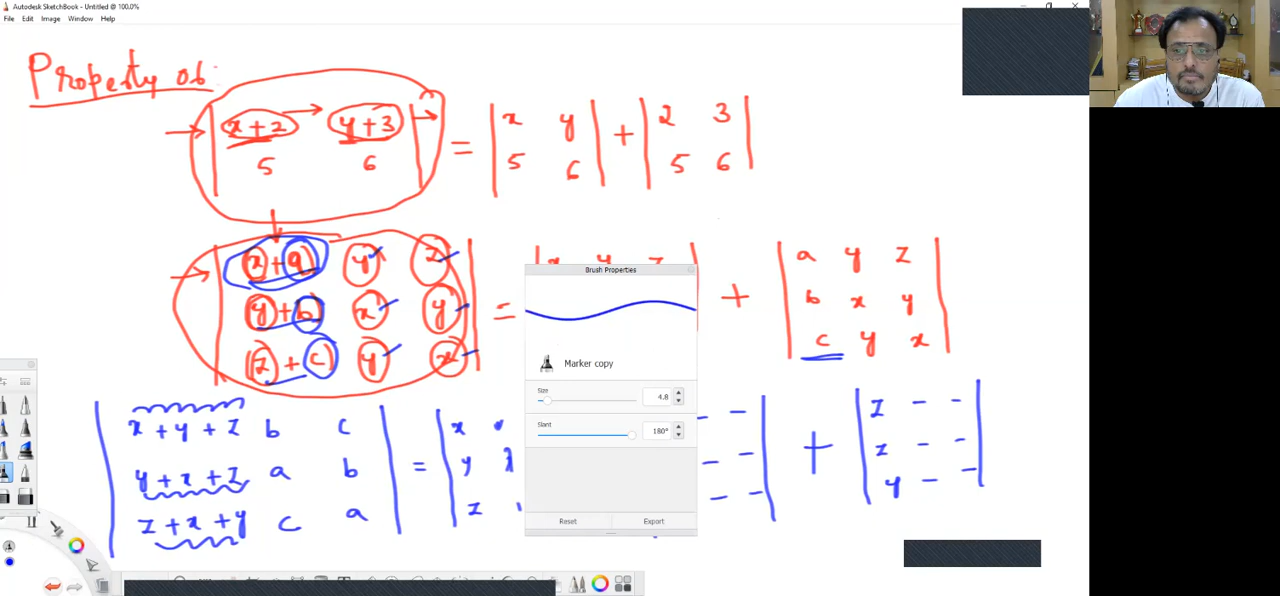 Autodesk SketchBook - Untitled @ 100.0%
File Edit Image Window Help
Property of:
| x+2 y+3 | = | x y | + | 2 3 |
| 5 6 | | 5 6 | | 5 6 |
| x+a y z | = | x y z | + | a y z |
| y+b x y | | b x y |
| z+c y x | | c y x |
| x+y+z b c | = | x - - | + | z - - |
| y+x+z a b | | y - - | | z - - |
| z+x+y c a | | z - - | | y - - |
Brush Properties
Marker copy
Size
4.8
Slant
180°
Reset Export